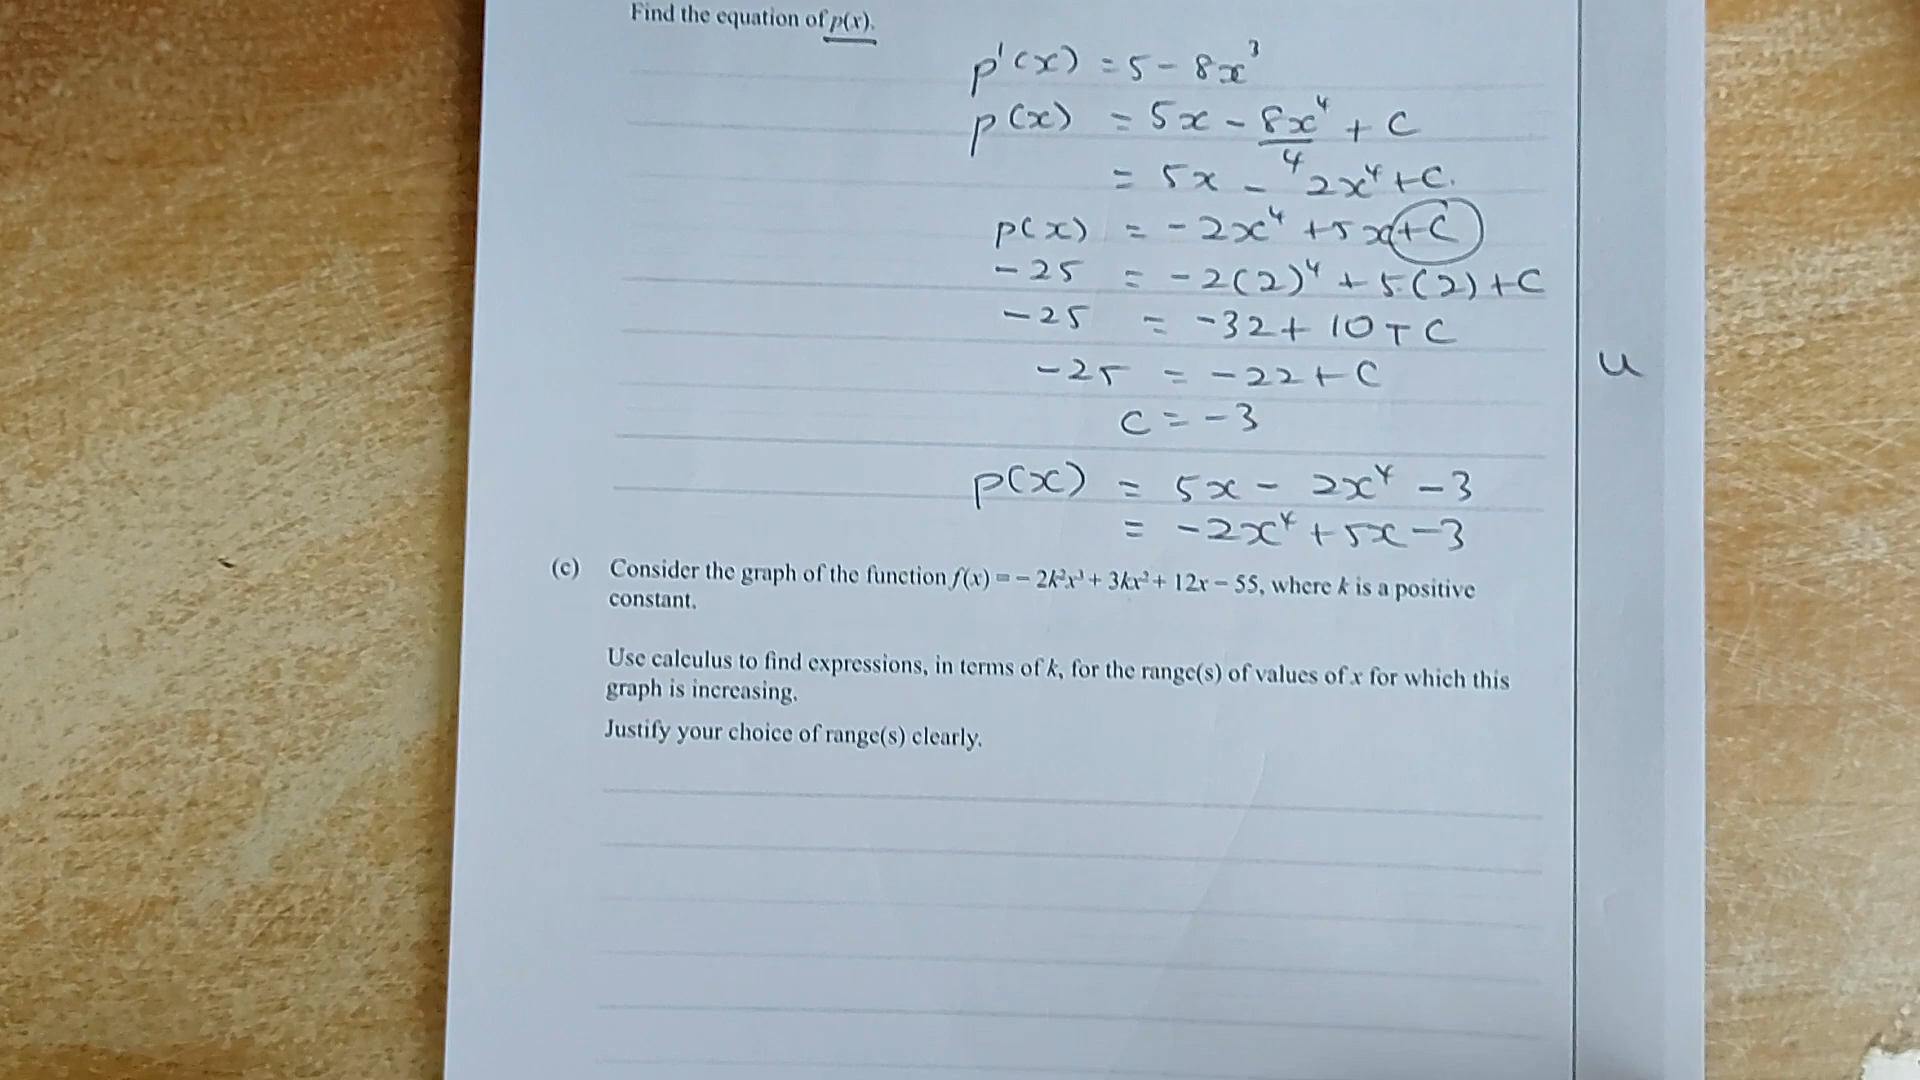 Find the equation of p(x).
p'(x) = 5 - 8x³
p(x) = 5x - 8x⁴/4 + C
= 5x - 2x⁴ + C.
p(x) = -2x⁴ + 5x + C
-25 = -2(2)⁴ + 5(2) + C
-25 = -32 + 10 + C
-25 = -22 + C
C = -3
u
p(x) = 5x - 2x⁴ - 3
= -2x⁴ + 5x - 3
(c) Consider the graph of the function f(x) = – 2k²x³ + 3kx² + 12x – 55, where k is a positive
constant.
Use calculus to find expressions, in terms of k, for the range(s) of values of x for which this
graph is increasing.
Justify your choice of range(s) clearly.